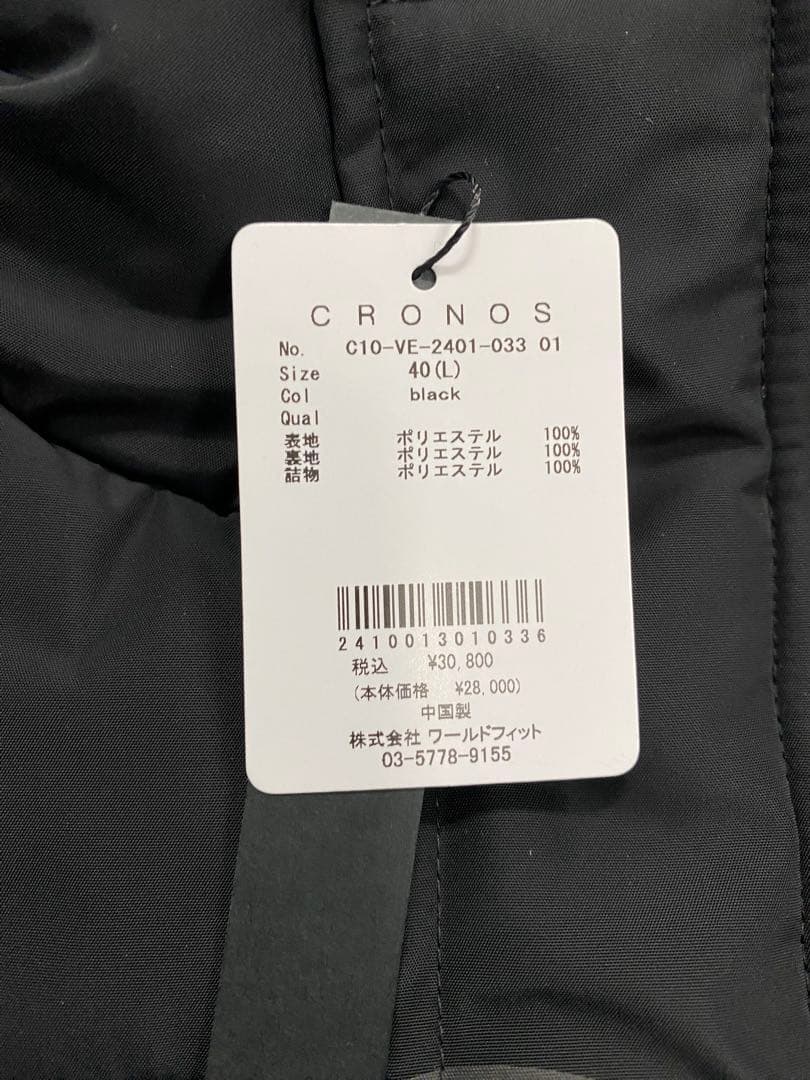 CRONOS
No. C10-VE-2401-033 01
Size 40(L)
Col black
Qual
表地 ポリエステル 100%
裏地 ポリエステル 100%
詰物 ポリエステル 100%
2410013010336
税込 ¥30,800
(本体価格 ¥28,000)
中国製
株式会社 ワールドフィット
03-5778-9155